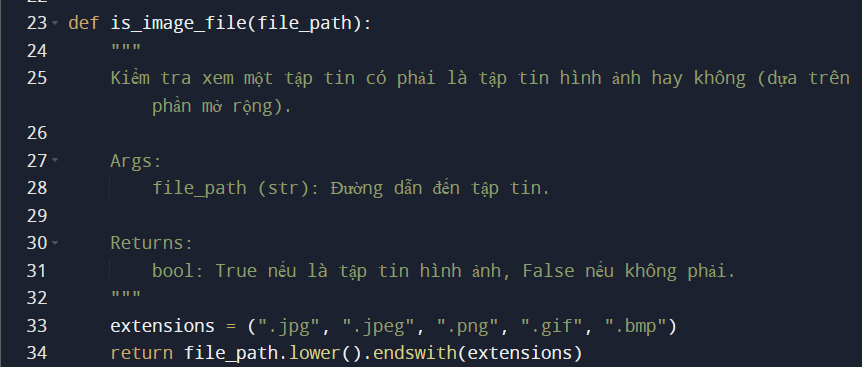 23 def is_image_file(file_path):
24 """
25 Kiểm tra xem một tập tin có phải là tập tin hình ảnh hay không (dựa trên
phần mở rộng).
26
27 Args:
28 file_path (str): Đường dẫn đến tập tin.
29
30 Returns:
31 bool: True nếu là tập tin hình ảnh, False nếu không phải.
32 """
33 extensions = (".jpg", ".jpeg", ".png", ".gif", ".bmp")
34 return file_path.lower().endswith(extensions)